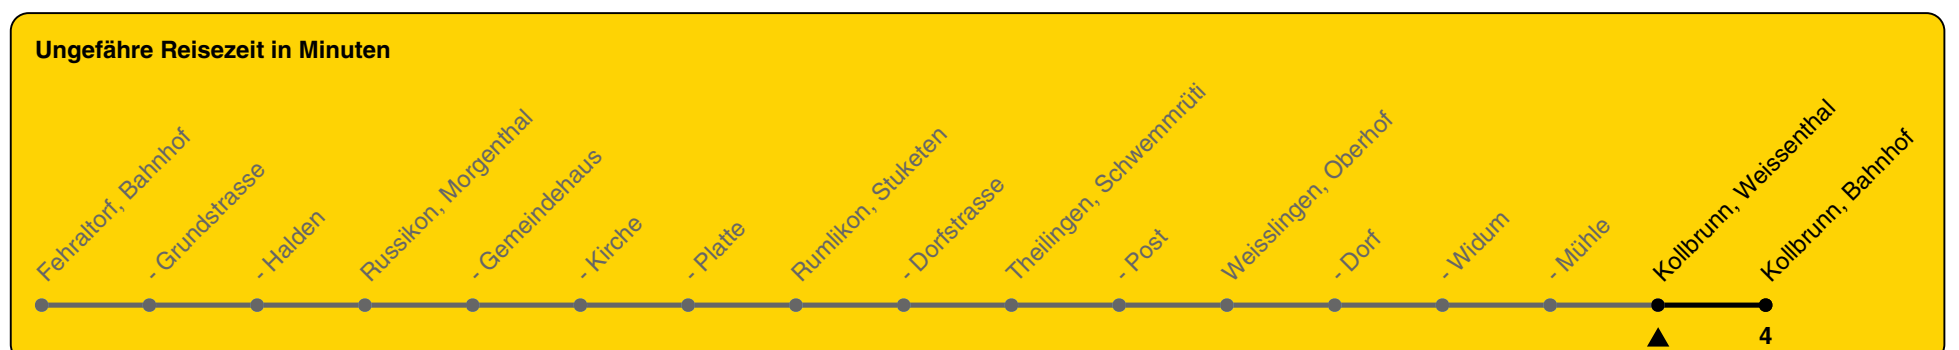 Ungefähre Reisezeit in Minuten
Fehraltorf, Bahnhof
- Grundstrasse
- Halden
Russikon, Morgenthal
- Gemeindehaus
- Kirche
- Platte
Rumlikon, Stuketen
- Dorfstrasse
Theilingen, Schwemmrüti
- Post
Weisslingen, Oberhof
- Dorf
- Widum
- Mühle
Kollbrunn, Weissenthal
Kollbrunn, Bahnhof
4